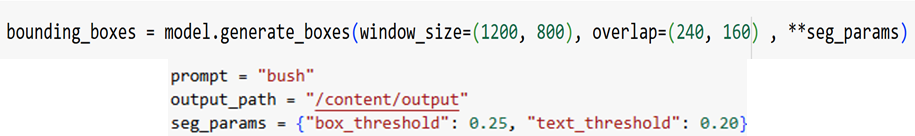 bounding_boxes = model.generate_boxes(window_size=(1200, 800), overlap=(240, 160) , **seg_params)
prompt = "bush"
output_path = "/content/output"
seg_params = {"box_threshold": 0.25, "text_threshold": 0.20}